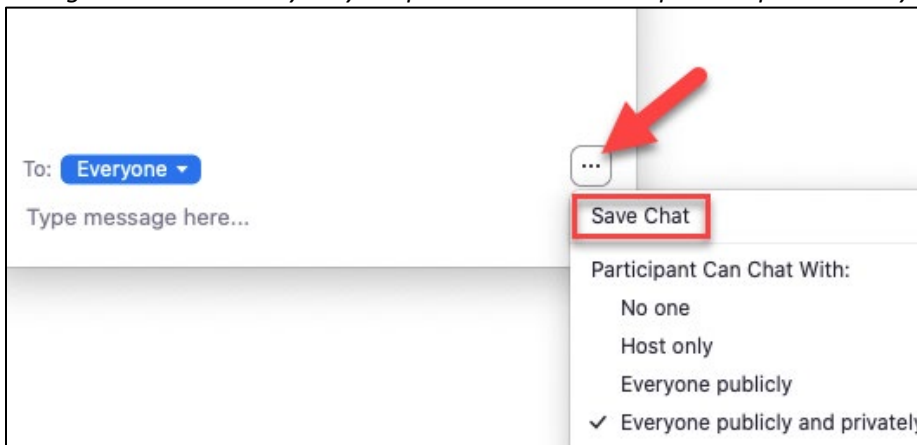 To: Everyone
Type message here...
...
Save Chat
Participant Can Chat With:
No one
Host only
Everyone publicly
✓ Everyone publicly and privately